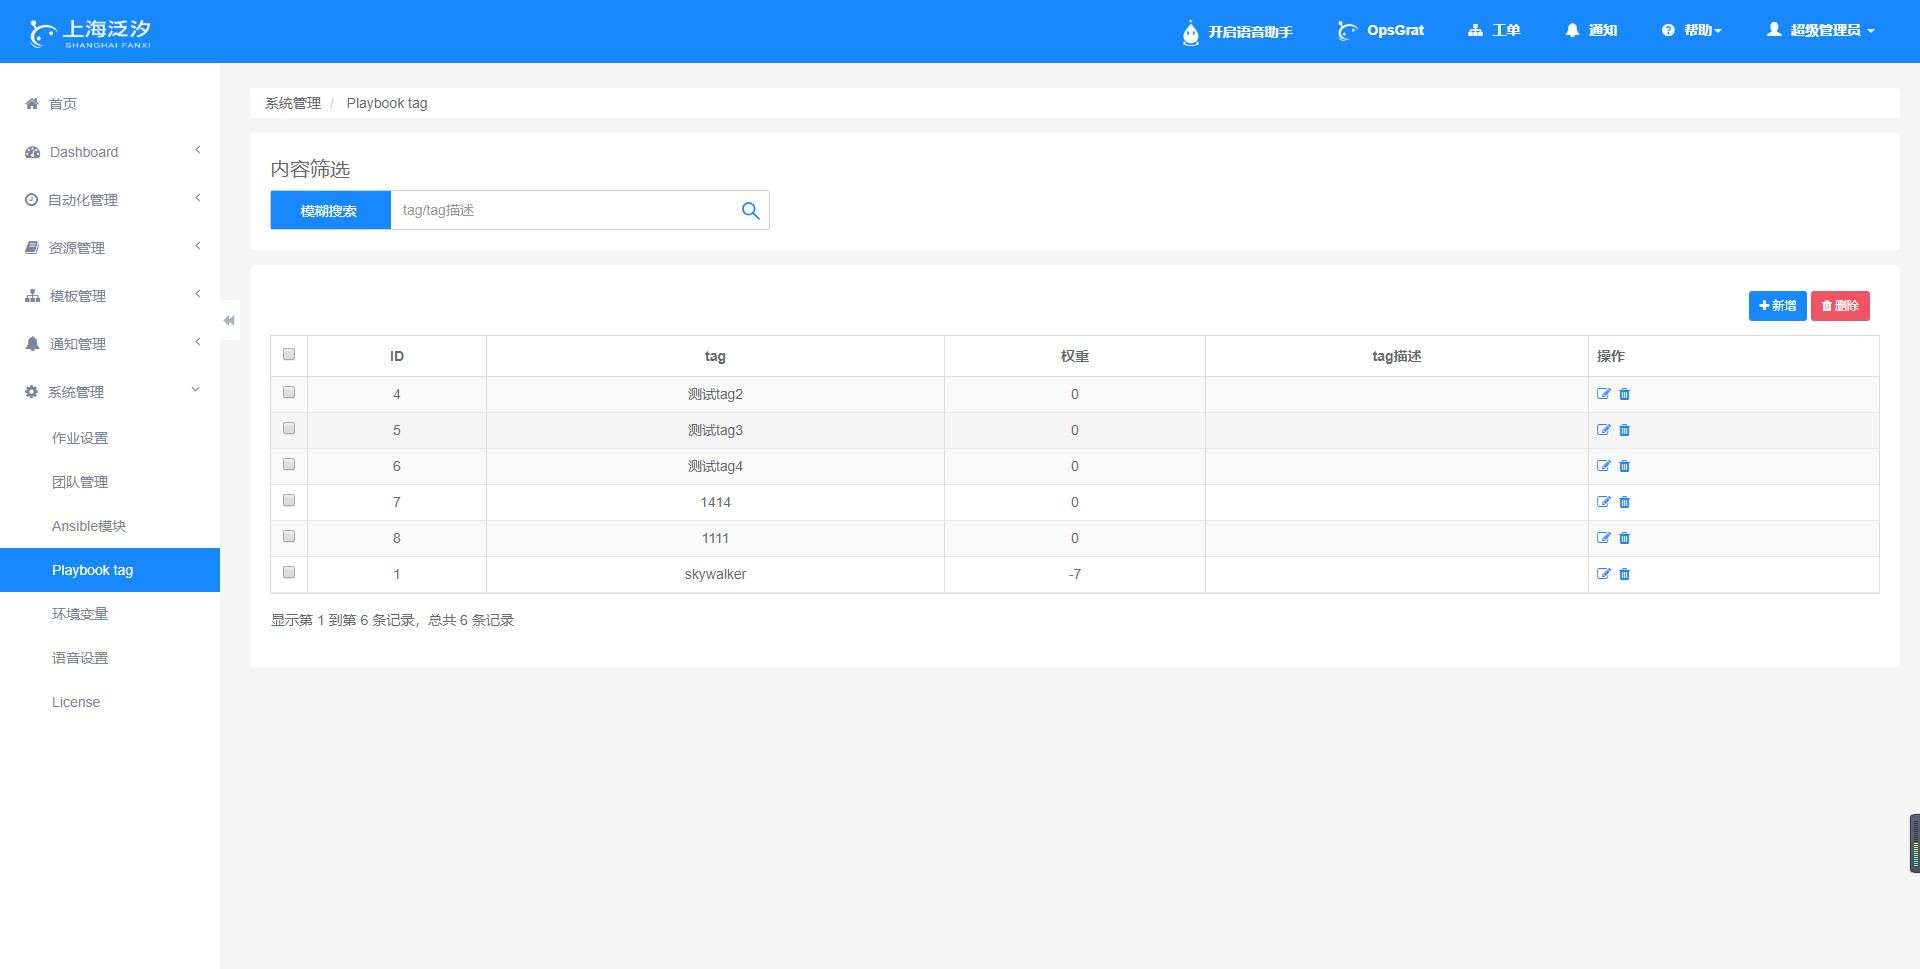 上海泛汐
SHANGHAI FANXI
开启语音助手 OpsGrat 工单 通知 帮助 超级管理员
首页
Dashboard
自动化管理
资源管理
模板管理
通知管理
系统管理
作业设置
团队管理
Ansible模块
Playbook tag
环境变量
语音设置
License
系统管理 / Playbook tag
内容筛选
模糊搜索 tag/tag描述
新增 删除
ID tag 权重 tag描述 操作
4 测试tag2 0
5 测试tag3 0
6 测试tag4 0
7 1414 0
8 1111 0
1 skywalker -7
显示第 1 到第 6 条记录，总共 6 条记录